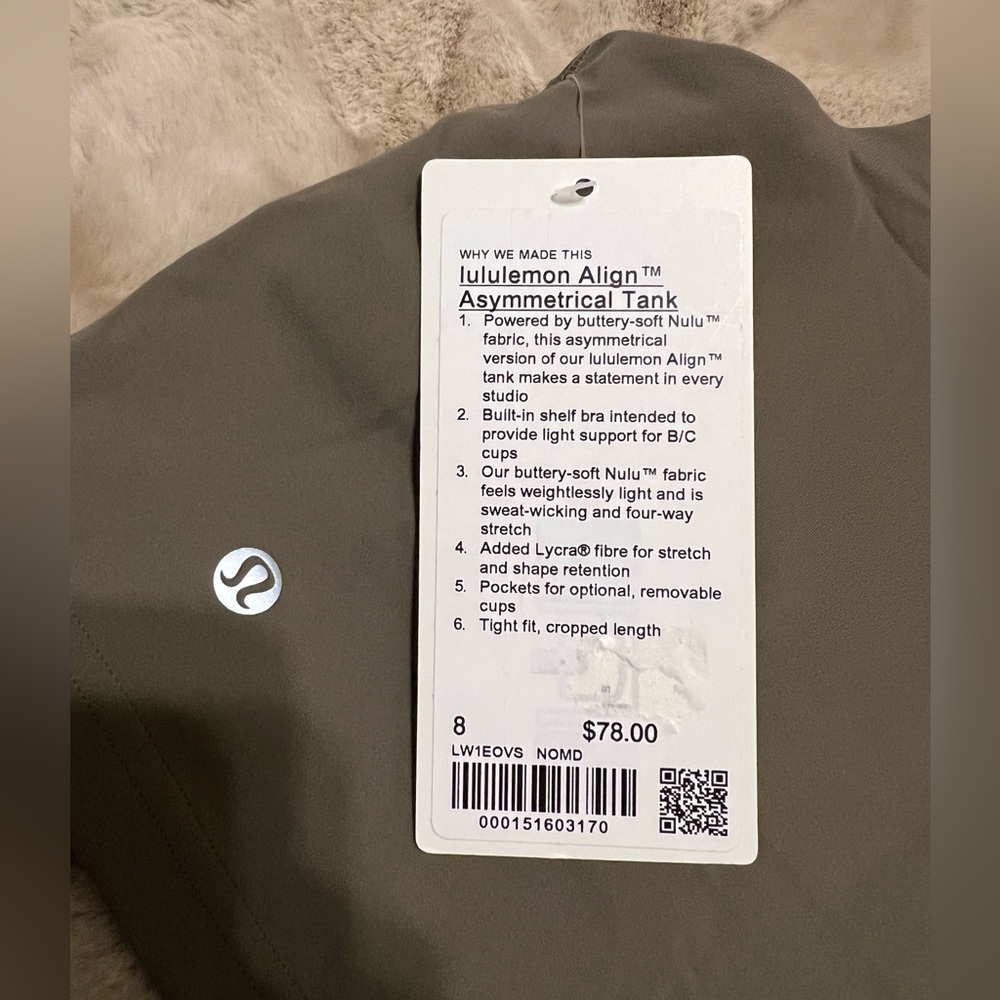 WHY WE MADE THIS
lululemon Align™
Asymmetrical Tank
1. Powered by buttery-soft Nulu™
fabric, this asymmetrical
version of our lululemon Align™
tank makes a statement in every
studio
2. Built-in shelf bra intended to
provide light support for B/C
cups
3. Our buttery-soft Nulu™ fabric
feels weightlessly light and is
sweat-wicking and four-way
stretch
4. Added Lycra® fibre for stretch
and shape retention
5. Pockets for optional, removable
cups
6. Tight fit, cropped length
8 $78.00
LW1EOVS NOMD
000151603170